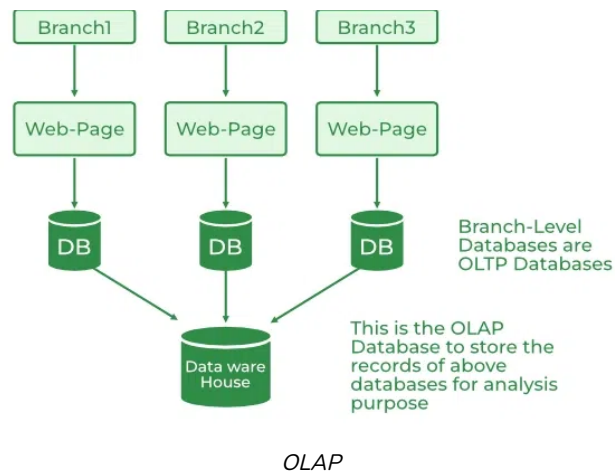 Branch1
Branch2
Branch3
Web-Page
Web-Page
Web-Page
DB
DB
DB
Branch-Level
Databases are
OLTP Databases
Data ware
House
This is the OLAP
Database to store the
records of above
databases for analysis
purpose
OLAP